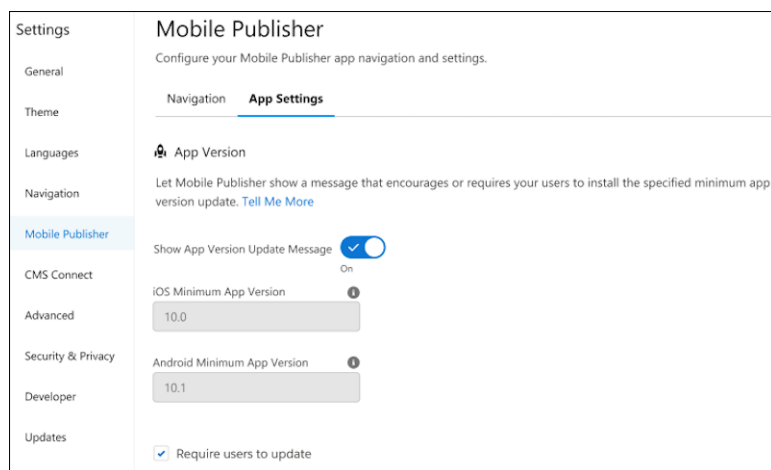 Settings
General
Theme
Languages
Navigation
Mobile Publisher
CMS Connect
Advanced
Security & Privacy
Developer
Updates
Mobile Publisher
Configure your Mobile Publisher app navigation and settings.
Navigation App Settings
App Version
Let Mobile Publisher show a message that encourages or requires your users to install the specified minimum app
version update. Tell Me More
Show App Version Update Message
On
iOS Minimum App Version
10.0
Android Minimum App Version
10.1
Require users to update